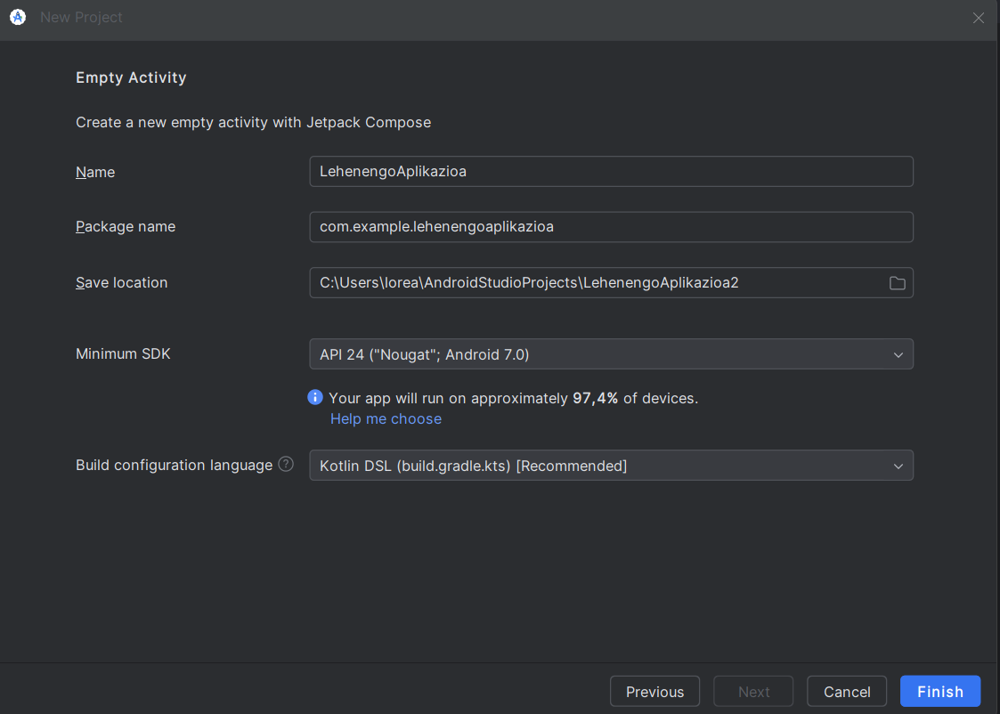 New Project
Empty Activity
Create a new empty activity with Jetpack Compose
Name LehenengoAplikazioa
Package name com.example.lehenengoaplikazioa
Save location C:\Users\lorea\AndroidStudioProjects\LehenengoAplikazioa2
Minimum SDK API 24 ("Nougat"; Android 7.0)
Your app will run on approximately 97,4% of devices.
Help me choose
Build configuration language Kotlin DSL (build.gradle.kts) [Recommended]
Previous Next Cancel Finish